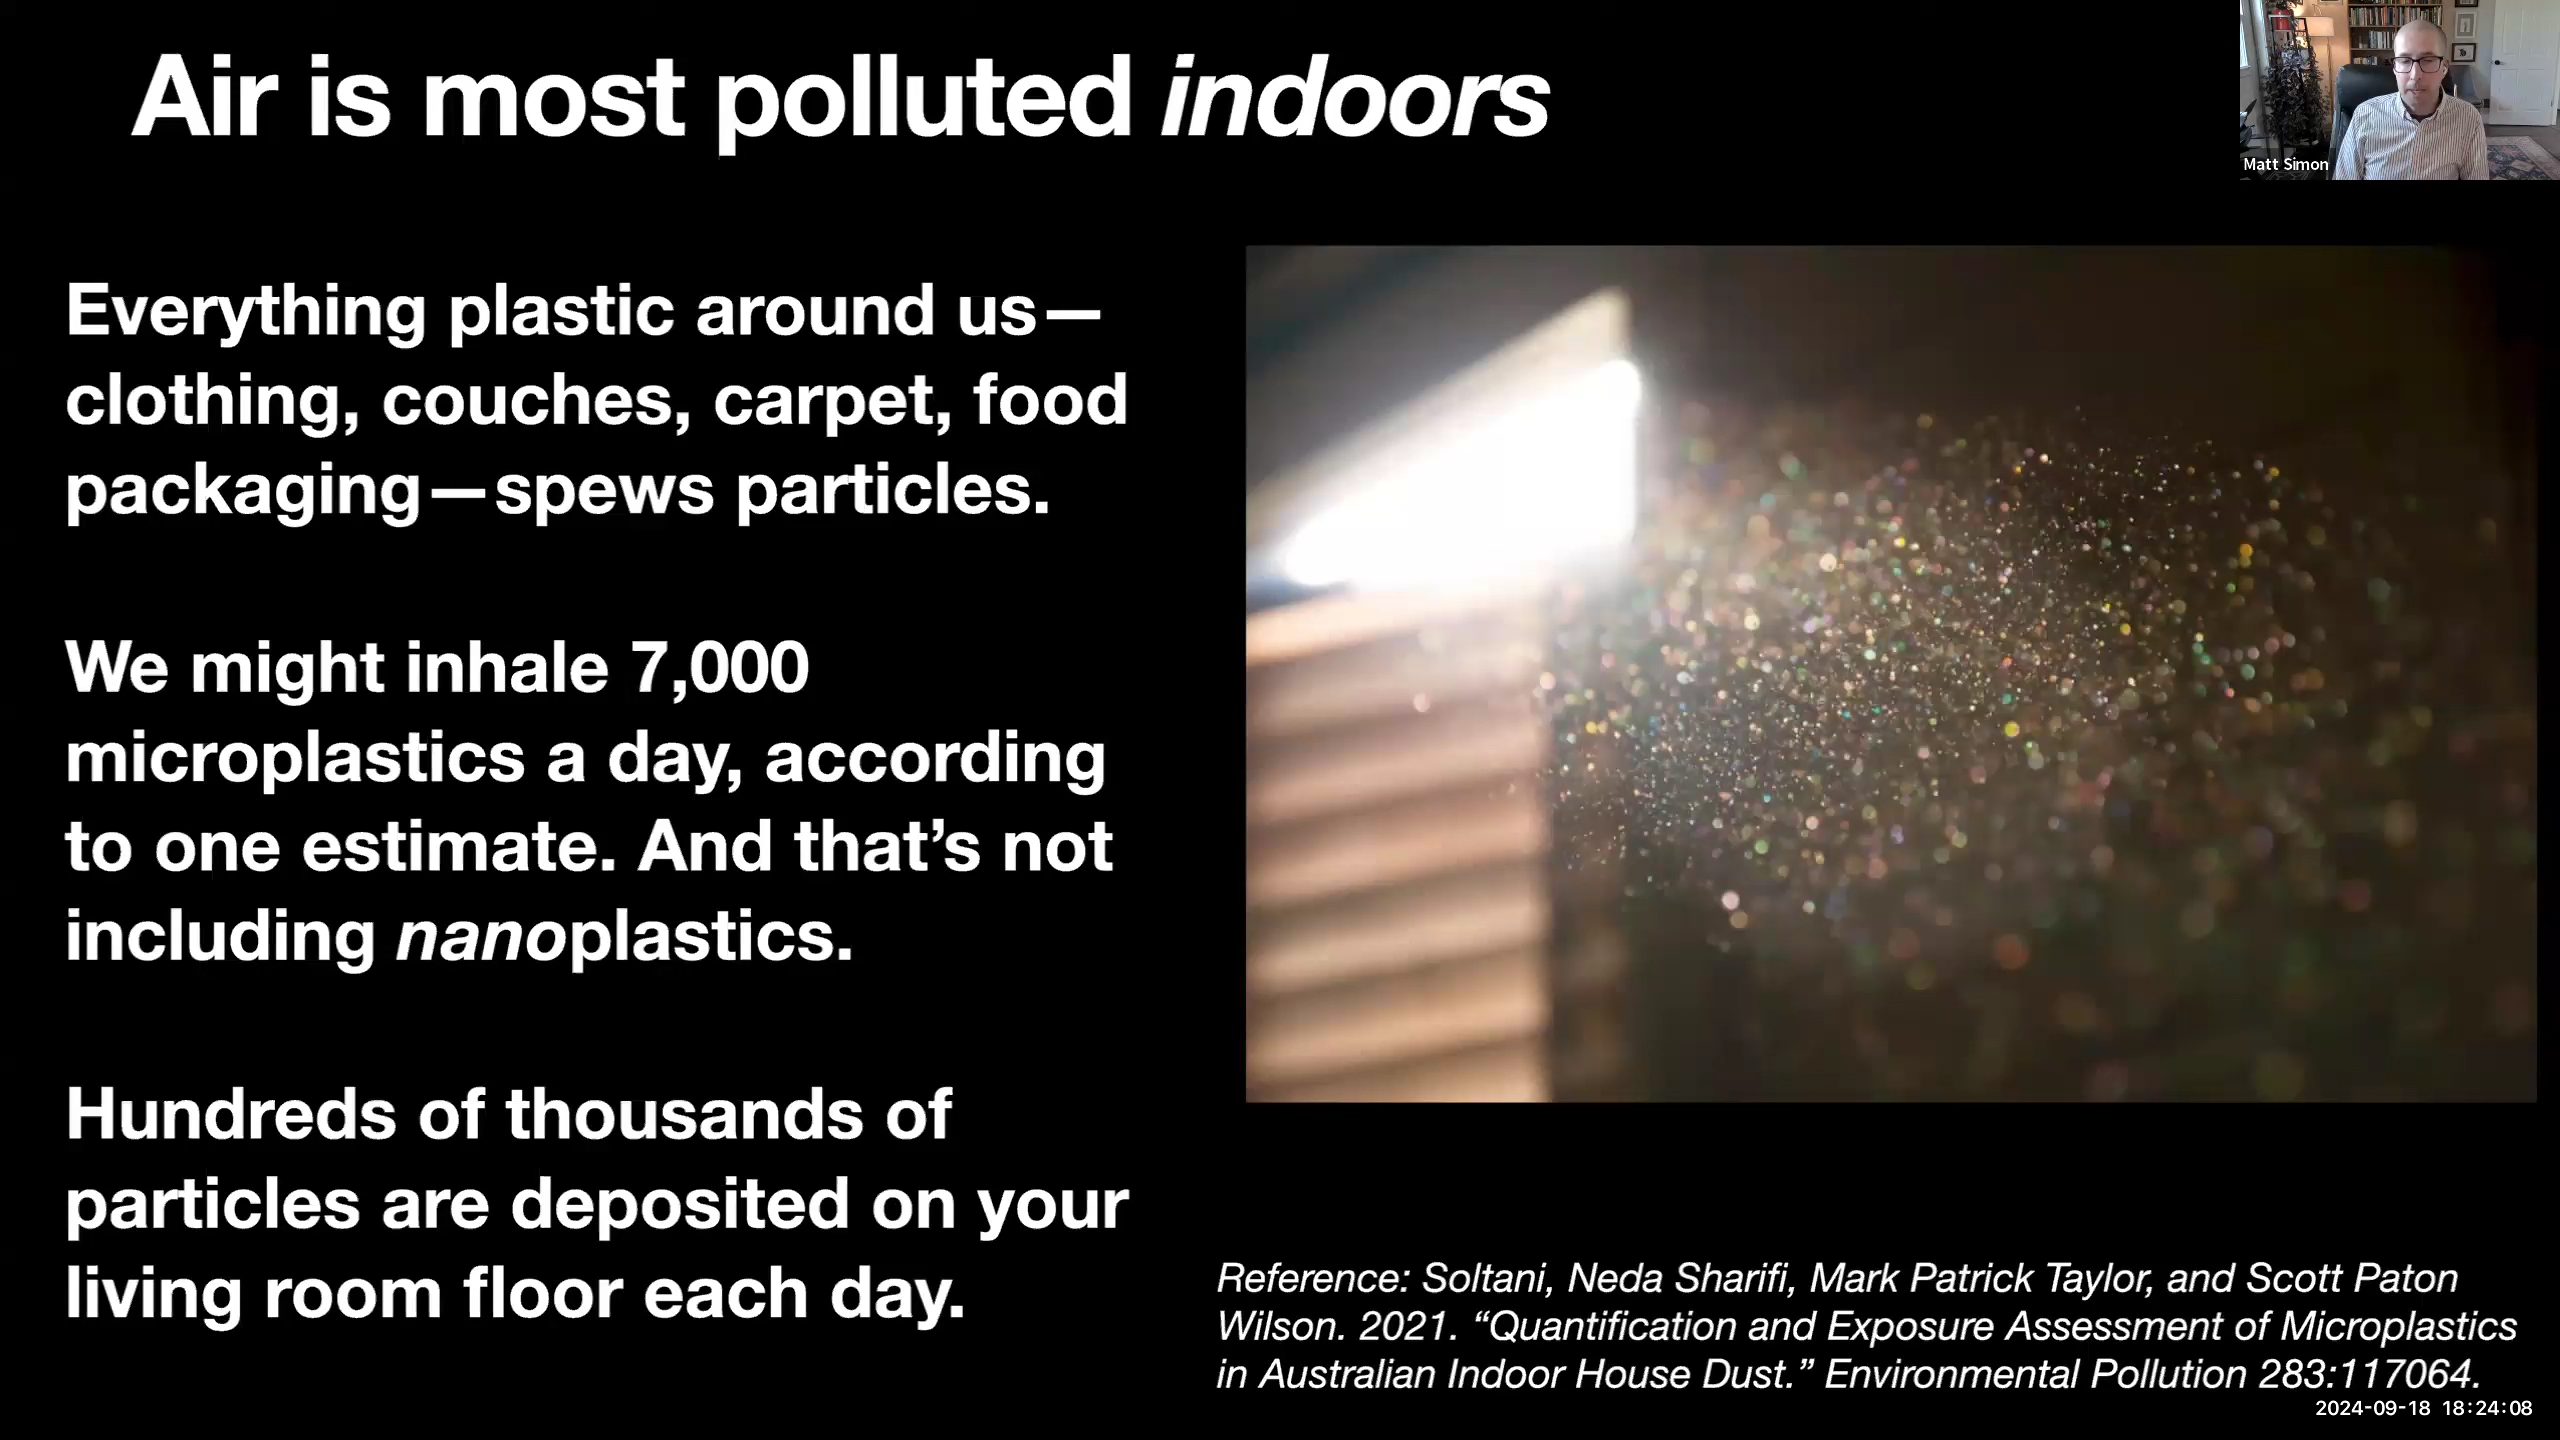 Air is most polluted indoors
Matt Simon
Everything plastic around us—
clothing, couches, carpet, food
packaging—spews particles.
We might inhale 7,000
microplastics a day, according
to one estimate. And that’s not
including nanoplastics.
Hundreds of thousands of
particles are deposited on your
living room floor each day.
Reference: Soltani, Neda Sharifi, Mark Patrick Taylor, and Scott Paton
Wilson. 2021. “Quantification and Exposure Assessment of Microplastics
in Australian Indoor House Dust.” Environmental Pollution 283:117064.
2024-09-18 18:24:08